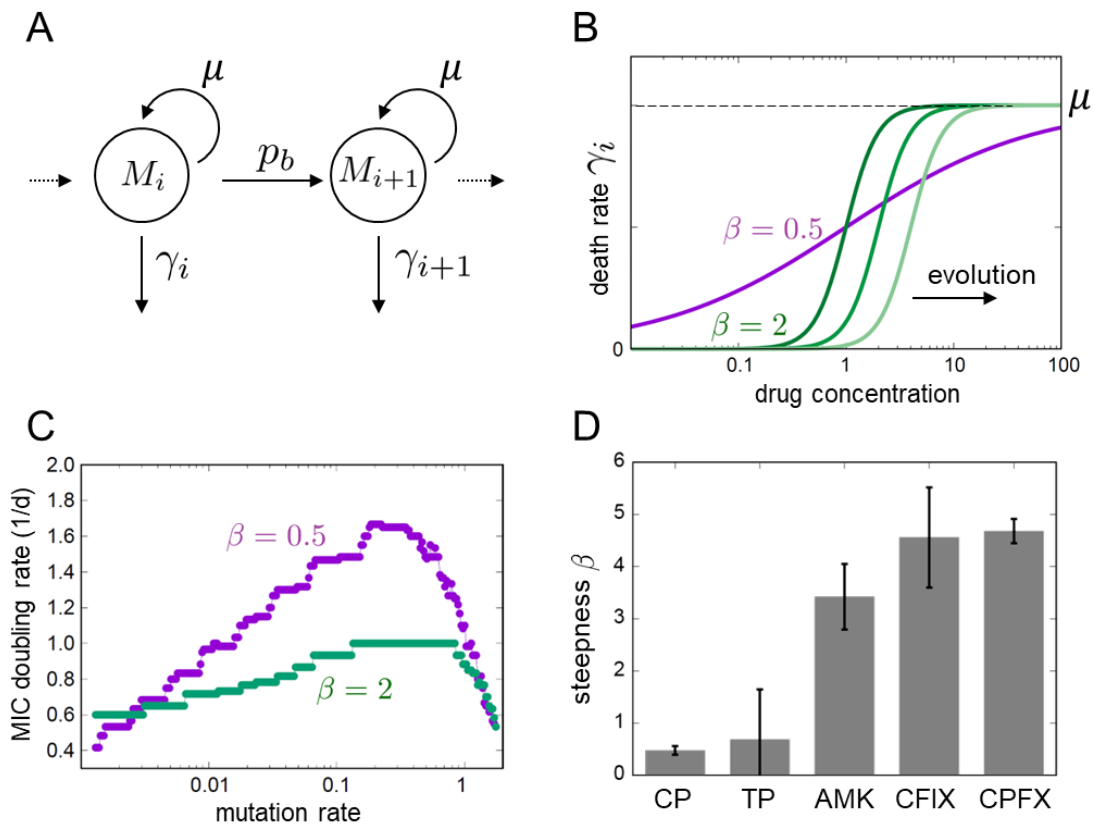 A
μ
μ
M_i
p_b
M_{i+1}
γ_i
γ_{i+1}
B
death rate γ_i
μ
β = 0.5
β = 2
evolution
0
0.1
1
10
100
drug concentration
C
MIC doubling rate (1/d)
2.0
1.8
1.6
1.4
1.2
1.0
0.8
0.6
0.4
β = 0.5
β = 2
0.01
0.1
1
mutation rate
D
steepness β
6
5
4
3
2
1
0
CP
TP
AMK
CFIX
CPFX